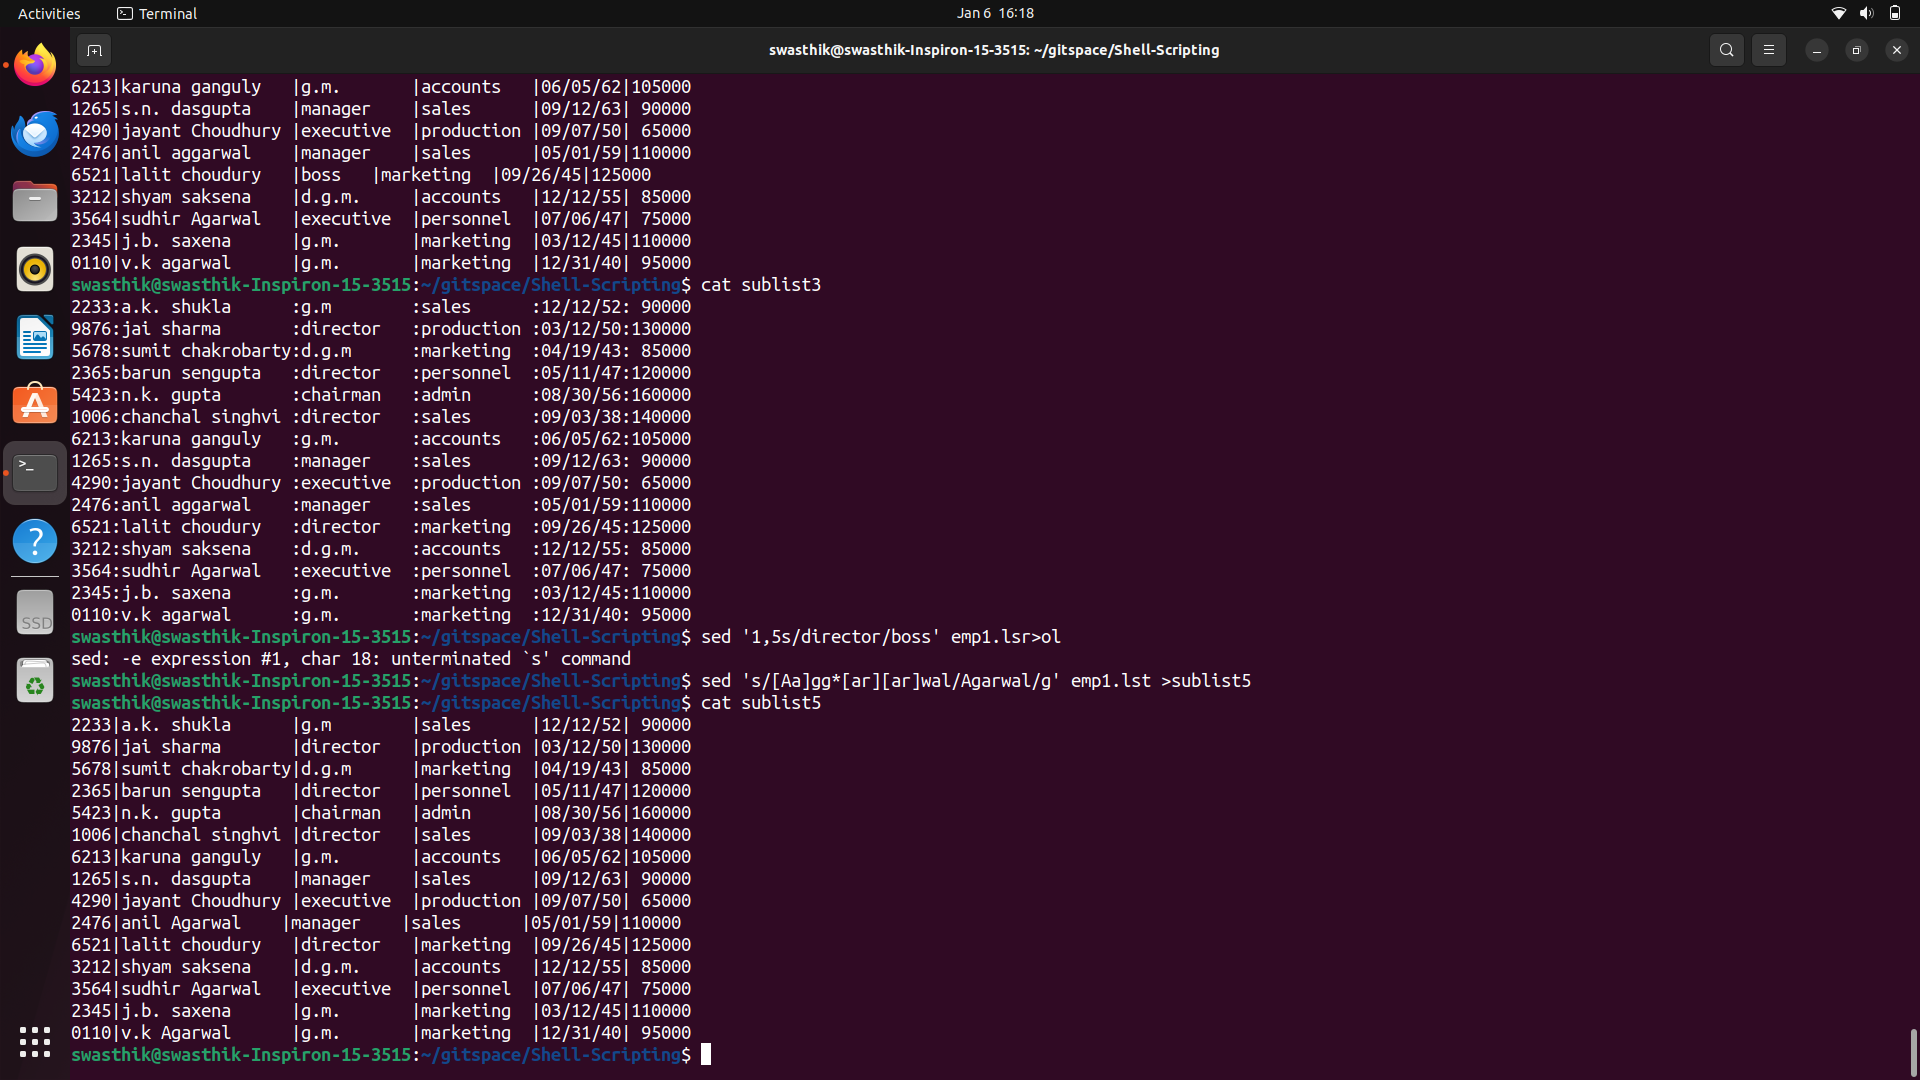 Activities Terminal Jan 6 16:18
swasthik@swasthik-Inspiron-15-3515: ~/gitspace/Shell-Scripting
6213|karuna ganguly   |g.m.       |accounts   |06/05/62|105000
1265|s.n. dasgupta    |manager    |sales      |09/12/63| 90000
4290|jayant Choudhury |executive  |production |09/07/50| 65000
2476|anil aggarwal    |manager    |sales      |05/01/59|110000
6521|lalit choudury   |boss   |marketing  |09/26/45|125000
3212|shyam saksena    |d.g.m.     |accounts   |12/12/55| 85000
3564|sudhir Agarwal   |executive  |personnel  |07/06/47| 75000
2345|j.b. saxena      |g.m.       |marketing  |03/12/45|110000
0110|v.k agarwal      |g.m.       |marketing  |12/31/40| 95000
swasthik@swasthik-Inspiron-15-3515:~/gitspace/Shell-Scripting$ cat sublist3
2233:a.k. shukla      :g.m        :sales      :12/12/52: 90000
9876:jai sharma       :director   :production :03/12/50:130000
5678:sumit chakrobarty:d.g.m      :marketing  :04/19/43: 85000
2365:barun sengupta   :director   :personnel  :05/11/47:120000
5423:n.k. gupta       :chairman   :admin      :08/30/56:160000
1006:chanchal singhvi :director   :sales      :09/03/38:140000
6213:karuna ganguly   :g.m.       :accounts   :06/05/62:105000
1265:s.n. dasgupta    :manager    :sales      :09/12/63: 90000
4290:jayant Choudhury :executive  :production :09/07/50: 65000
2476:anil aggarwal    :manager    :sales      :05/01/59:110000
6521:lalit choudury   :director   :marketing  :09/26/45:125000
3212:shyam saksena    :d.g.m.     :accounts   :12/12/55: 85000
3564:sudhir Agarwal   :executive  :personnel  :07/06/47: 75000
2345:j.b. saxena      :g.m.       :marketing  :03/12/45:110000
0110:v.k agarwal      :g.m.       :marketing  :12/31/40: 95000
swasthik@swasthik-Inspiron-15-3515:~/gitspace/Shell-Scripting$ sed '1,5s/director/boss' emp1.lsr>ol
sed: -e expression #1, char 18: unterminated `s' command
swasthik@swasthik-Inspiron-15-3515:~/gitspace/Shell-Scripting$ sed 's/[Aa]gg*[ar][ar]wal/Agarwal/g' emp1.lst >sublist5
swasthik@swasthik-Inspiron-15-3515:~/gitspace/Shell-Scripting$ cat sublist5
2233|a.k. shukla      |g.m        |sales      |12/12/52| 90000
9876|jai sharma       |director   |production |03/12/50|130000
5678|sumit chakrobarty|d.g.m      |marketing  |04/19/43| 85000
2365|barun sengupta   |director   |personnel  |05/11/47|120000
5423|n.k. gupta       |chairman   |admin      |08/30/56|160000
1006|chanchal singhvi |director   |sales      |09/03/38|140000
6213|karuna ganguly   |g.m.       |accounts   |06/05/62|105000
1265|s.n. dasgupta    |manager    |sales      |09/12/63| 90000
4290|jayant Choudhury |executive  |production |09/07/50| 65000
2476|anil Agarwal    |manager    |sales      |05/01/59|110000
6521|lalit choudury   |director   |marketing  |09/26/45|125000
3212|shyam saksena    |d.g.m.     |accounts   |12/12/55| 85000
3564|sudhir Agarwal   |executive  |personnel  |07/06/47| 75000
2345|j.b. saxena      |g.m.       |marketing  |03/12/45|110000
0110|v.k Agarwal      |g.m.       |marketing  |12/31/40| 95000
swasthik@swasthik-Inspiron-15-3515:~/gitspace/Shell-Scripting$
SSD